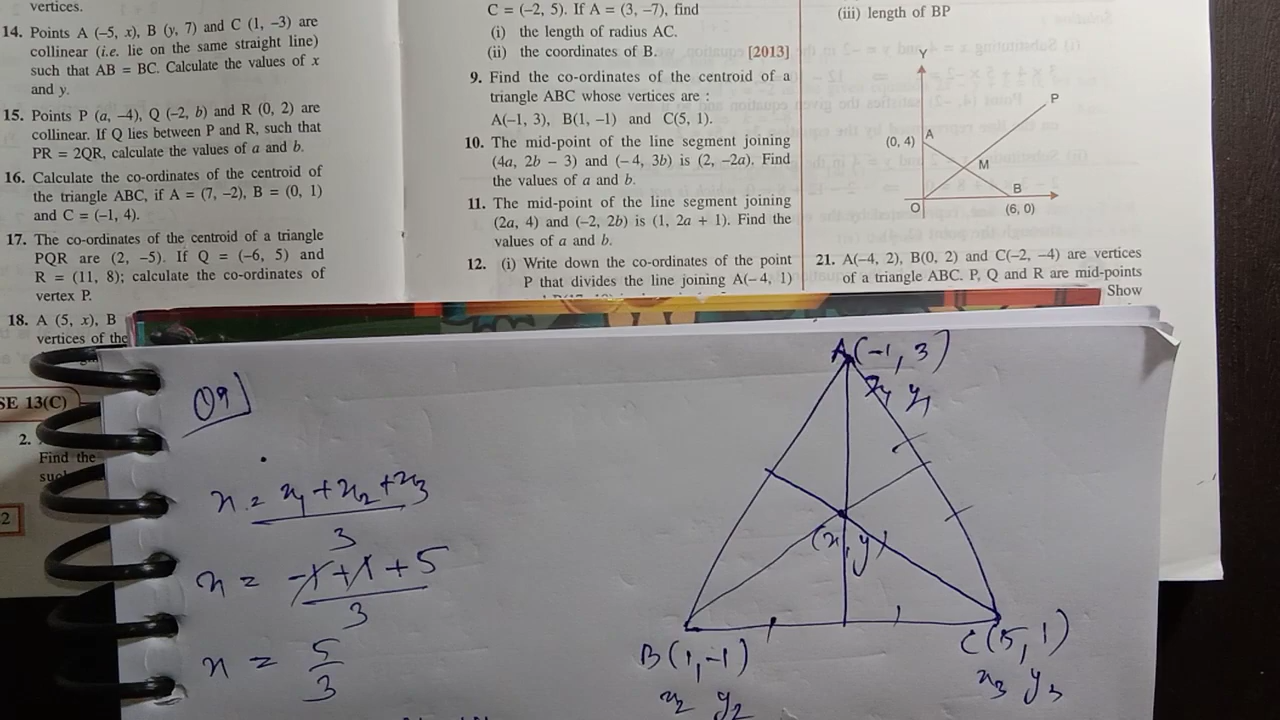 vertices.
14. Points A (–5, x), B (y, 7) and C (1, –3) are
collinear (i.e. lie on the same straight line)
such that AB = BC. Calculate the values of x
and y.
15. Points P (a, –4), Q (–2, b) and R (0, 2) are
collinear. If Q lies between P and R, such that
PR = 2QR, calculate the values of a and b.
16. Calculate the co-ordinates of the centroid of
the triangle ABC, if A = (7, –2), B = (0, 1)
and C = (–1, 4).
17. The co-ordinates of the centroid of a triangle
PQR are (2, –5). If Q = (–6, 5) and
R = (11, 8); calculate the co-ordinates of
vertex P.
18. A (5, x), B
vertices of the
SE 13(C)
2.
Find the
2
C = (–2, 5). If A = (3, –7), find
(i) the length of radius AC.
(ii) the coordinates of B. [2013]
9. Find the co-ordinates of the centroid of a
triangle ABC whose vertices are :
A(–1, 3), B(1, –1) and C(5, 1).
10. The mid-point of the line segment joining
(4a, 2b – 3) and (–4, 3b) is (2, –2a). Find
the values of a and b.
11. The mid-point of the line segment joining
(2a, 4) and (–2, 2b) is (1, 2a + 1). Find the
values of a and b.
12. (i) Write down the co-ordinates of the point
P that divides the line joining A(–4, 1)
(iii) length of BP
Y
P
A
(0, 4)
M
B
O
(6, 0)
21. A(–4, 2), B(0, 2) and C(–2, –4) are vertices
of a triangle ABC. P, Q and R are mid-points
Show
Q9]
x = x₁+x₂+x₃
3
x = -1+1+5
3
x = 5
3
A(-1, 3)
x₁ y₁
(x, y)
B(1,-1)
x₂ y₂
C(5, 1)
x₃ y₃